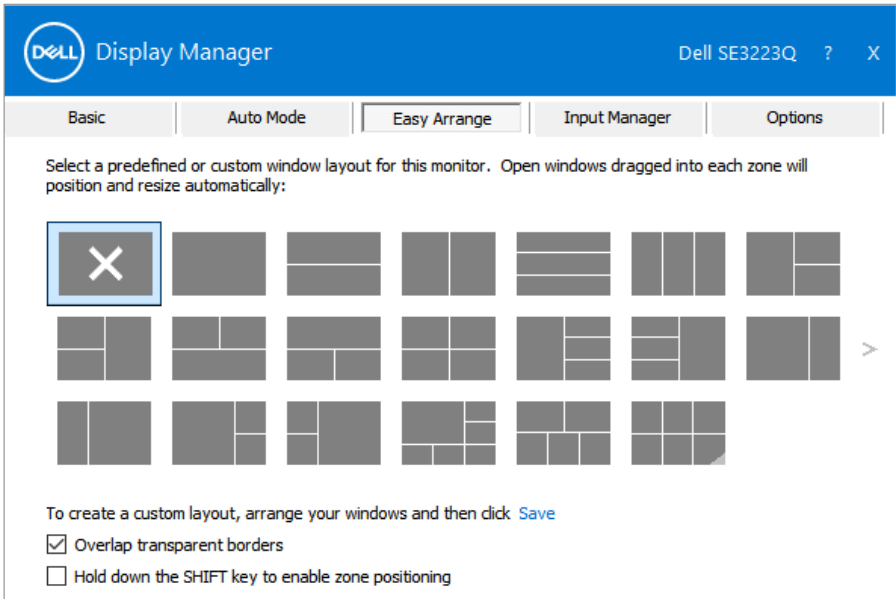 DELL Display Manager Dell SE3223Q ? X
Basic Auto Mode Easy Arrange Input Manager Options
Select a predefined or custom window layout for this monitor. Open windows dragged into each zone will
position and resize automatically:
>
To create a custom layout, arrange your windows and then click Save
Overlap transparent borders
Hold down the SHIFT key to enable zone positioning